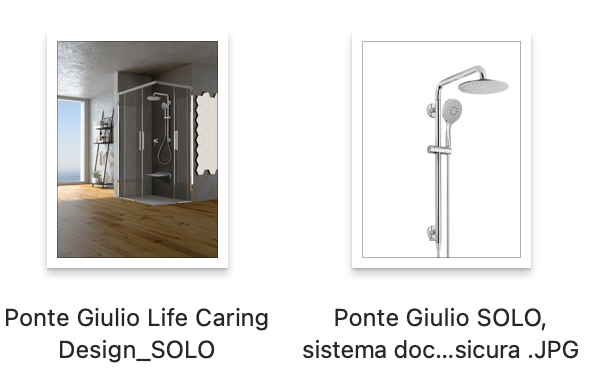 Ponte Giulio Life Caring
Design_SOLO
Ponte Giulio SOLO,
sistema doc...sicura .JPG